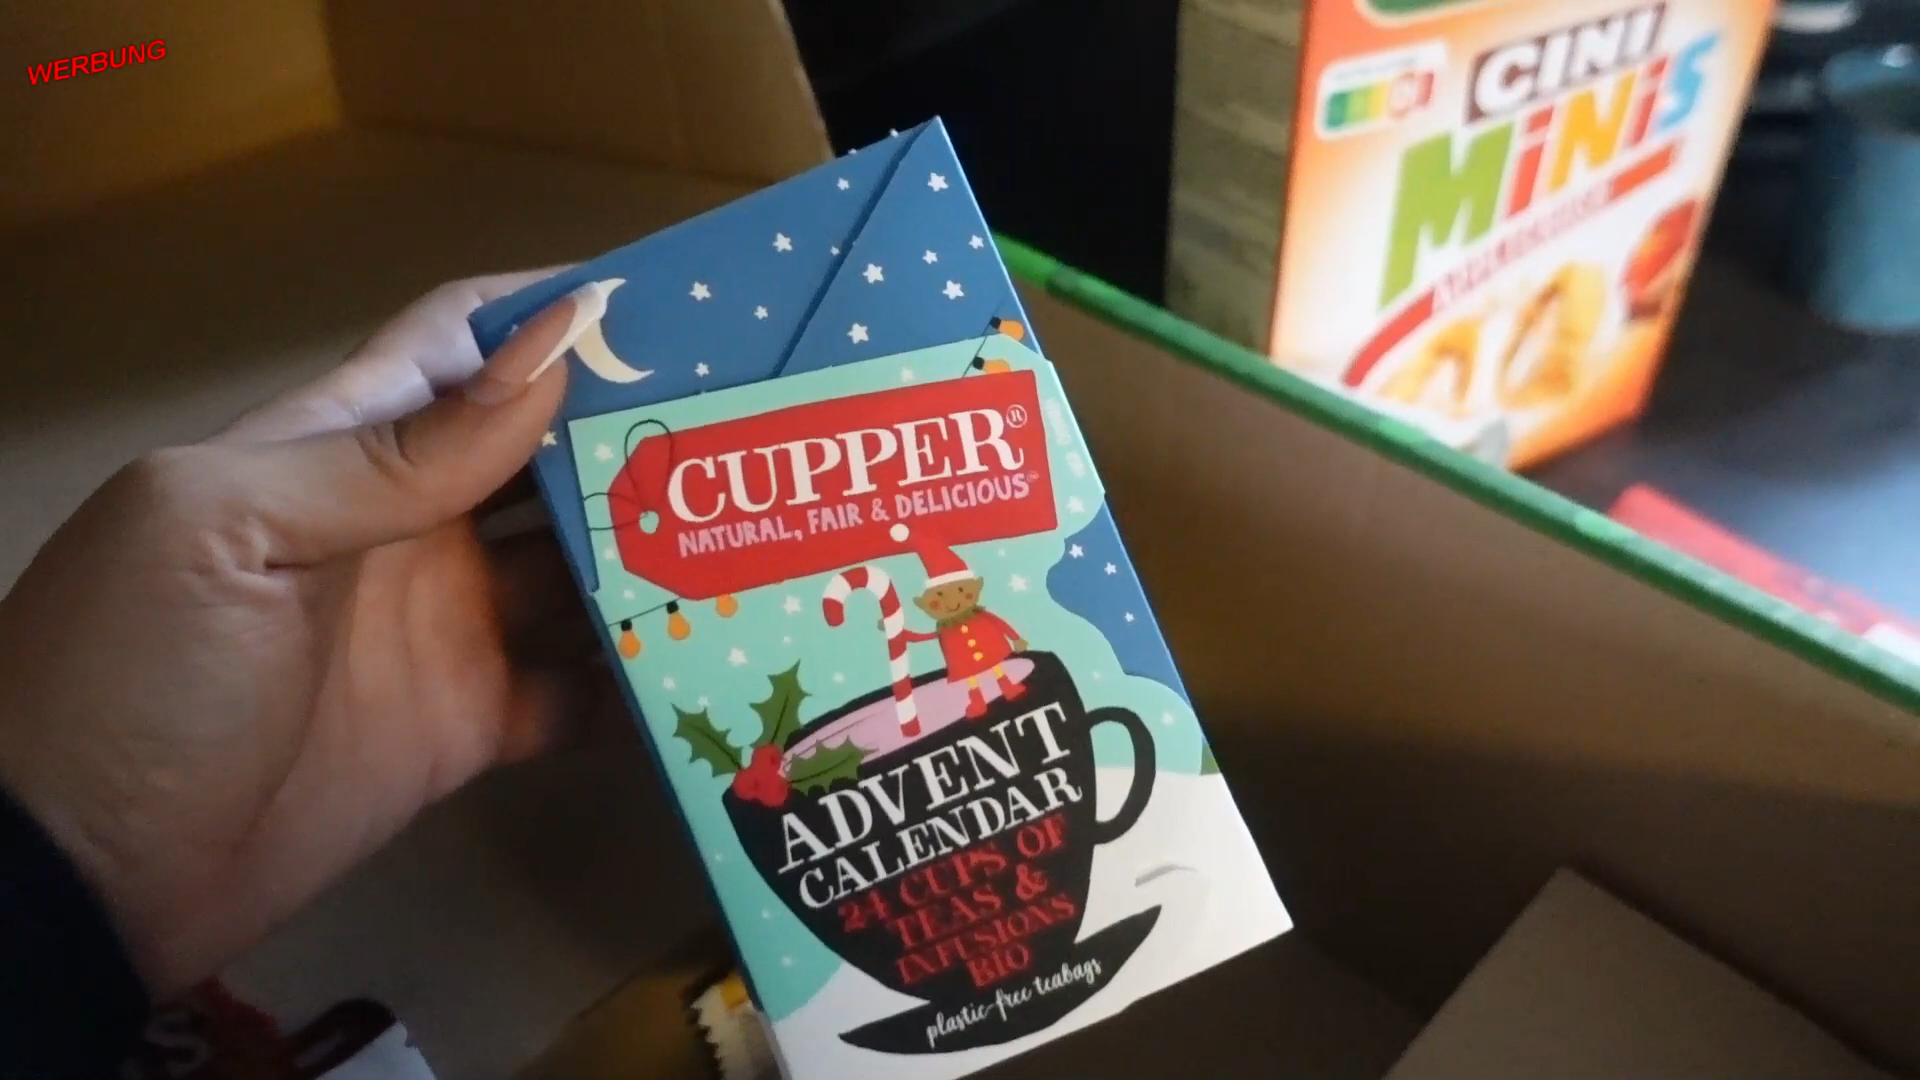 WERBUNG
CINI
MiNiS
CUPPER®
NATURAL, FAIR & DELICIOUS™
ADVENT
CALENDAR
24 CUPS OF
TEAS &
INFUSIONS
BIO
plastic-free teabags